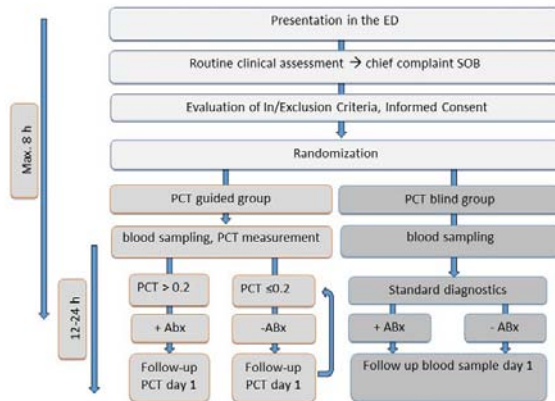 Presentation in the ED
Routine clinical assessment → chief complaint SOB
Evaluation of In/Exclusion Criteria, Informed Consent
Randomization
Max. 8 h
PCT guided group
PCT blind group
blood sampling, PCT measurement
blood sampling
12-24 h
PCT > 0.2
PCT ≤0.2
Standard diagnostics
+ Abx
-ABx
+ ABx
- ABx
Follow-up
PCT day 1
Follow-up
PCT day 1
Follow up blood sample day 1